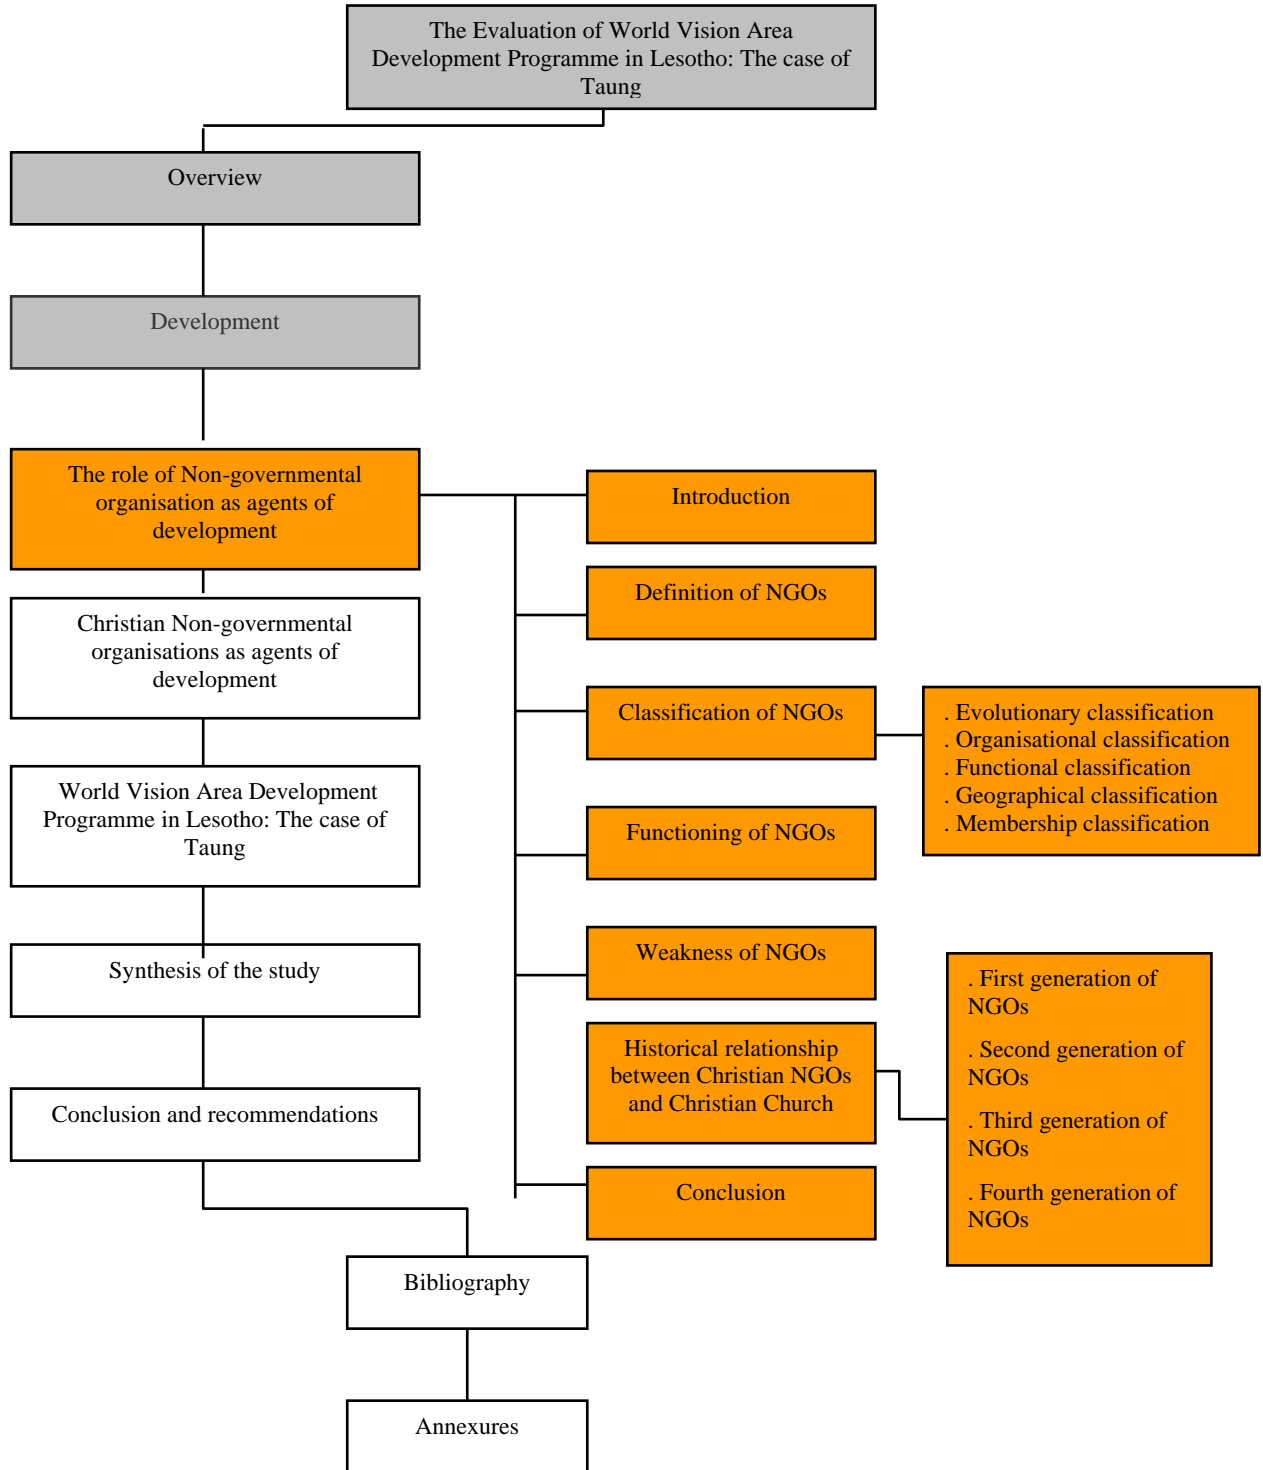 The Evaluation of World Vision Area
Development Programme in Lesotho: The case of
Taung
Overview
Development
The role of Non-governmental
organisation as agents of
development
Introduction
Definition of NGOs
Classification of NGOs
. Evolutionary classification
. Organisational classification
. Functional classification
. Geographical classification
. Membership classification
Functioning of NGOs
Weakness of NGOs
Historical relationship
between Christian NGOs
and Christian Church
. First generation of
NGOs
. Second generation of
NGOs
. Third generation of
NGOs
. Fourth generation of
NGOs
Conclusion
Christian Non-governmental
organisations as agents of
development
World Vision Area Development
Programme in Lesotho: The case of
Taung
Synthesis of the study
Conclusion and recommendations
Bibliography
Annexures